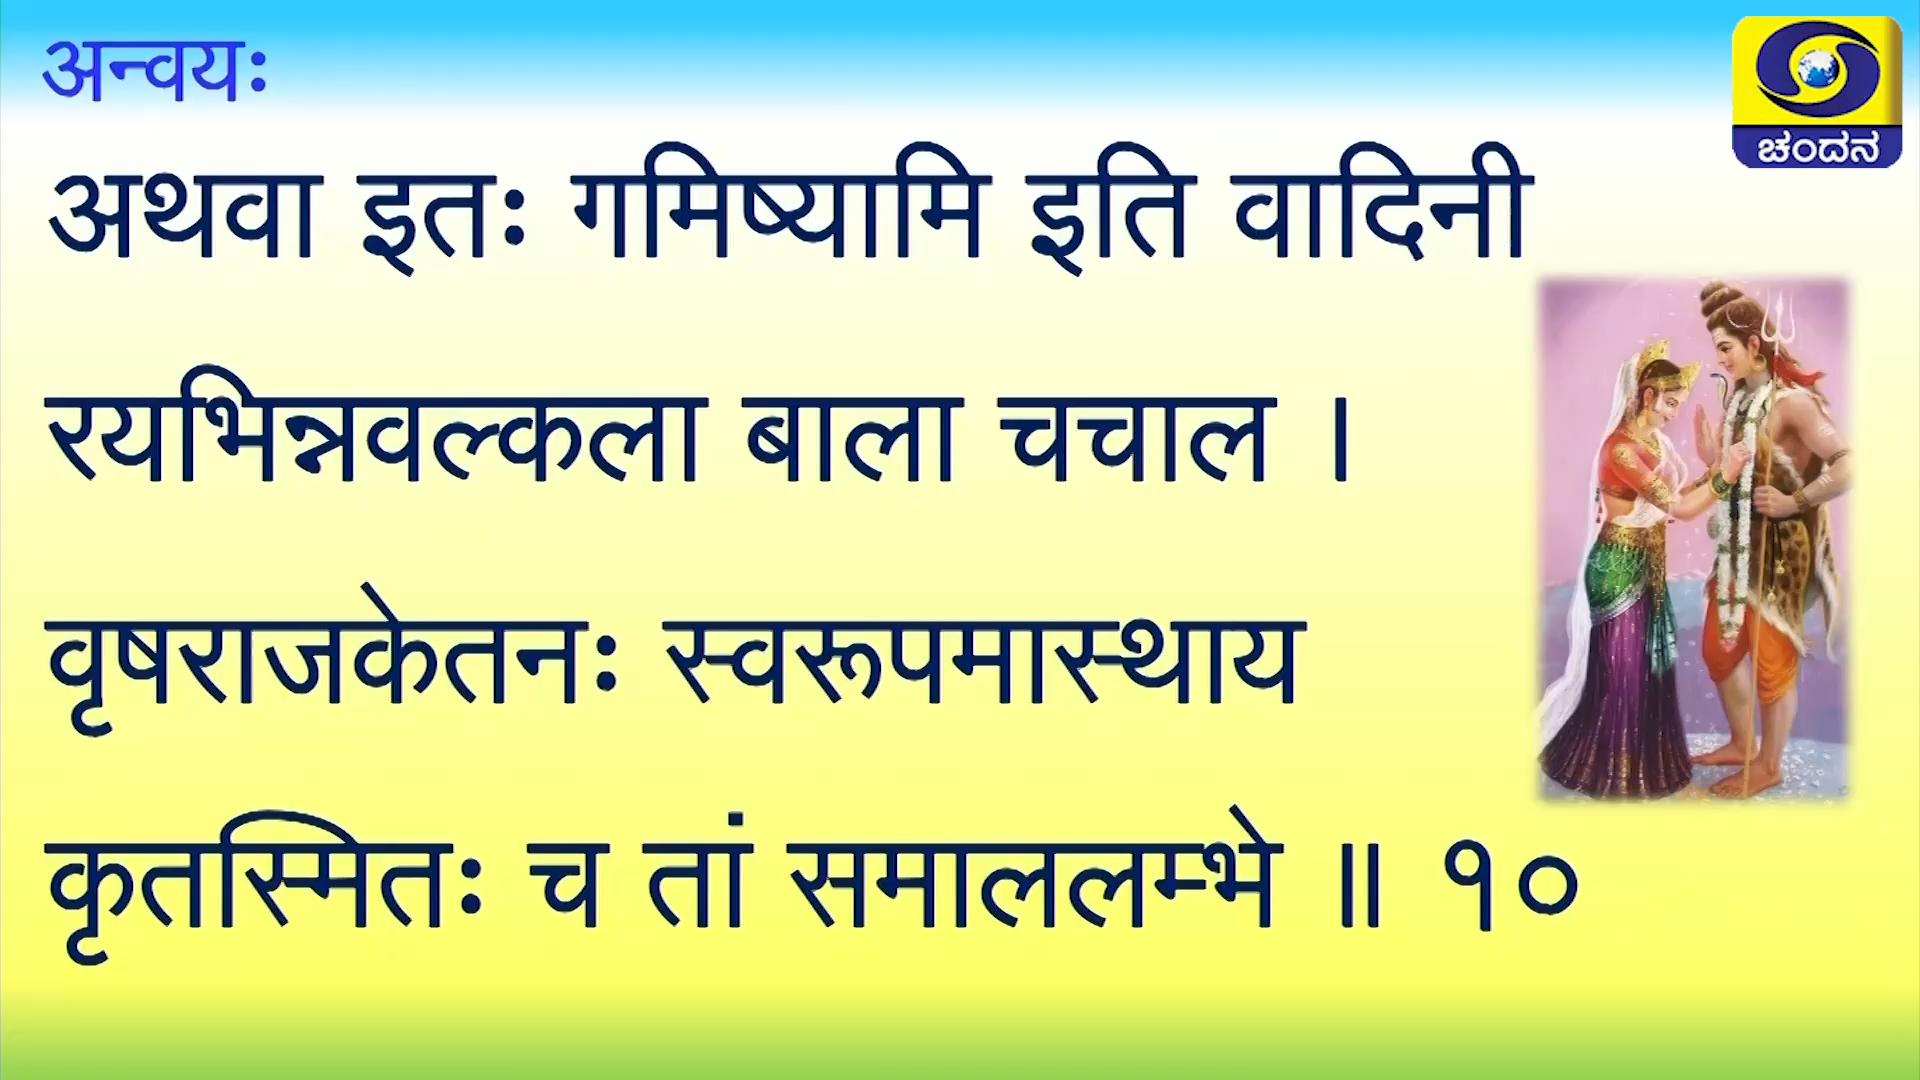 अन्वयः
ಚಂದನ
अथवा इतः गमिष्यामि इति वादिनी
रयभिन्नवल्कला बाला चचाल ।
वृषराजकेतनः स्वरूपमास्थाय
कृतस्मितः च तां समाललम्भे ॥ १०